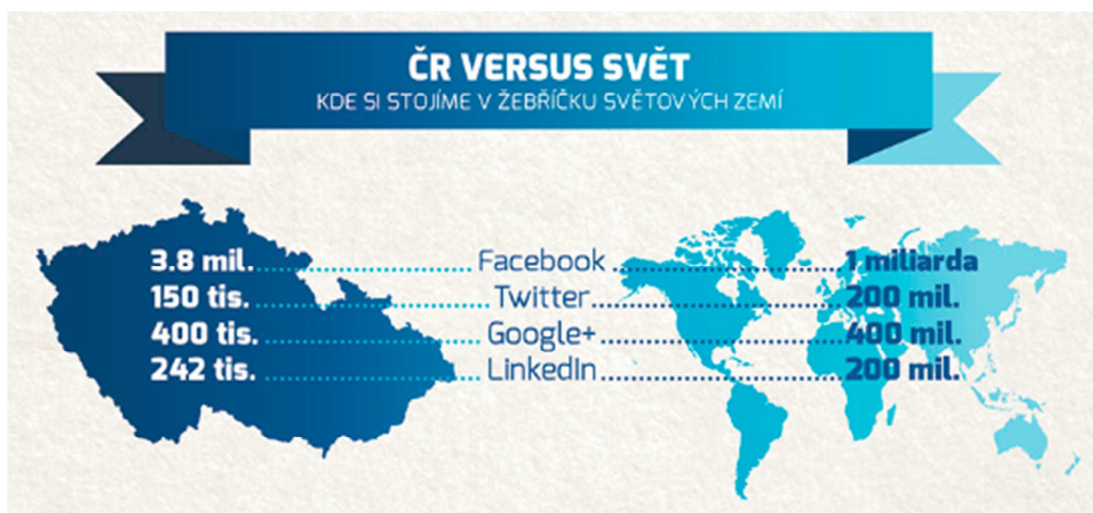 ČR VERSUS SVĚT
KDE SI STOJÍME V ŽEBŘÍČKU SVĚTOVÝCH ZEMÍ
3.8 mil. Facebook 1 miliarda
150 tis. Twitter 200 mil.
400 tis. Google+ 400 mil.
242 tis. LinkedIn 200 mil.